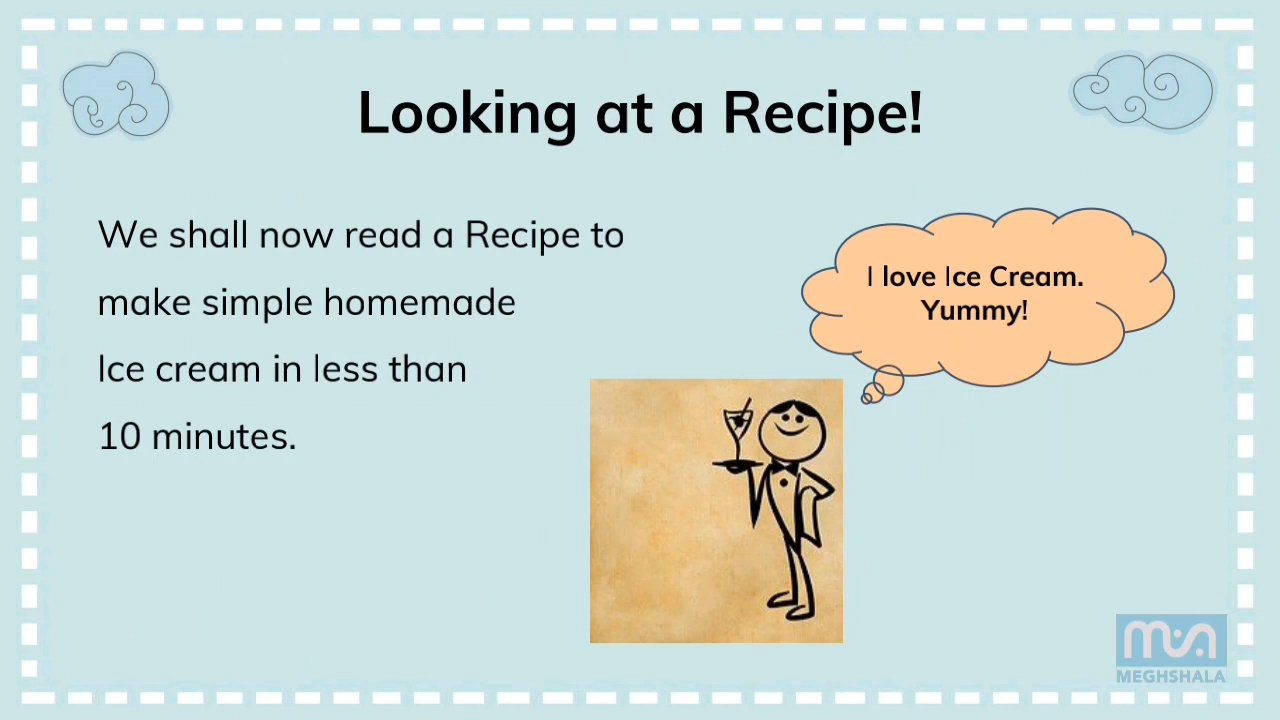 Looking at a Recipe!
We shall now read a Recipe to
make simple homemade
Ice cream in less than
10 minutes.
I love Ice Cream.
Yummy!
MEGHSHALA